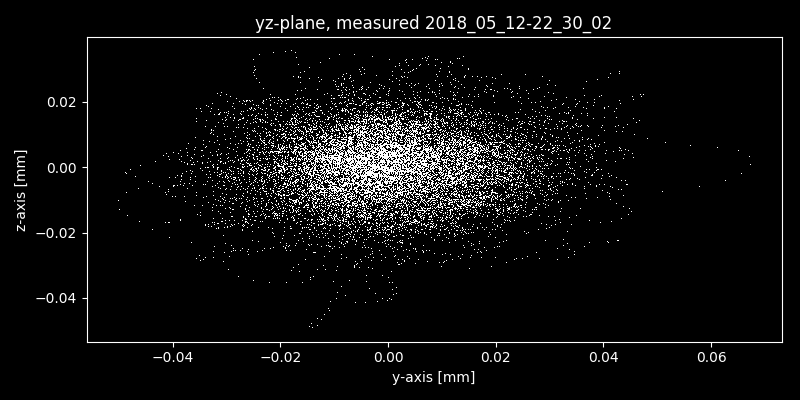 yz-plane, measured 2018_05_12-22_30_02
z-axis [mm]
0.02
0.00
−0.02
−0.04
−0.04 −0.02 0.00 0.02 0.04 0.06
y-axis [mm]